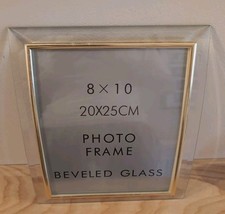 8 × 10
20X25CM
PHOTO
FRAME
BEVELED GLASS